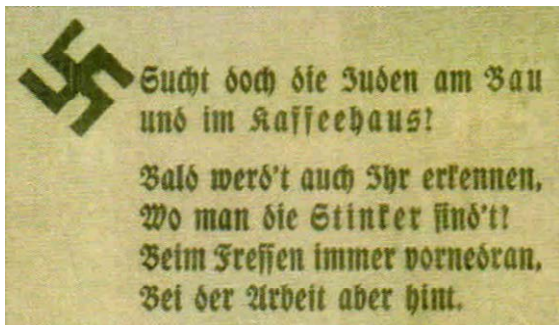 Sucht doch die Juden am Bau
und im Kaffeehaus!
Bald werd't auch Ihr erkennen,
Wo man die Stinker find't!
Beim Fressen immer vornedran,
Bei der Arbeit aber hint.